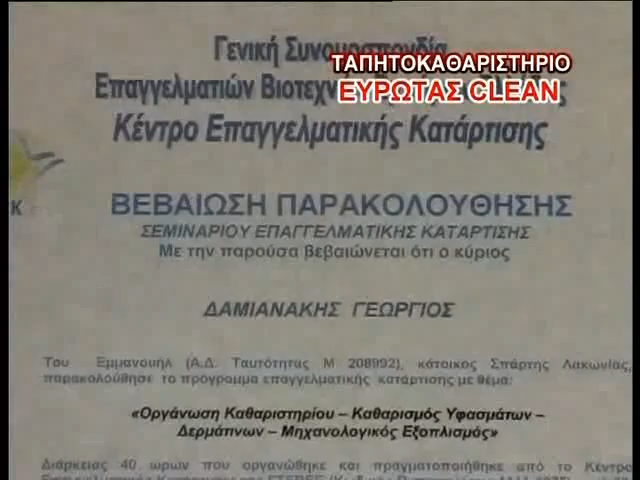 Γενική Συνομοσπονδία
ΤΑΠΗΤΟΚΑΘΑΡΙΣΤΗΡΙΟ
Επαγγελματιών Βιοτεχνών
ΕΥΡΩΤΑΣ CLEAN
Κέντρο Επαγγελματικής Κατάρτισης
Κ
ΒΕΒΑΙΩΣΗ ΠΑΡΑΚΟΛΟΥΘΗΣΗΣ
ΣΕΜΙΝΑΡΙΟΥ ΕΠΑΓΓΕΛΜΑΤΙΚΗΣ ΚΑΤΑΡΤΙΣΗΣ
Με την παρούσα βεβαιώνεται ότι ο κύριος
ΔΑΜΙΑΝΑΚΗΣ ΓΕΩΡΓΙΟΣ
Του Εμμανουήλ (Α.Δ. Ταυτότητας Μ 208992), κάτοικος Σπάρτης Λακωνίας,
παρακολούθησε το πρόγραμμα επαγγελματικής κατάρτισης με θέμα:
«Οργάνωση Καθαριστηρίου – Καθαρισμός Υφασμάτων –
Δερμάτινων – Μηχανολογικός Εξοπλισμός»
Διάρκειας 40 ωρών που οργανώθηκε και πραγματοποιήθηκε από το Κέντρο